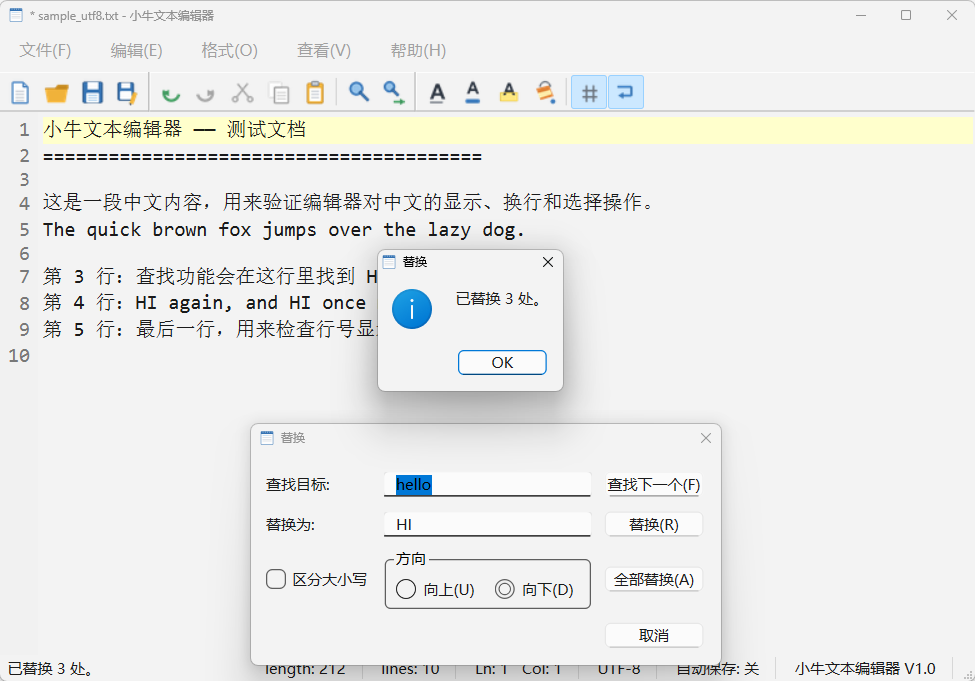 * sample_utf8.txt - 小牛文本编辑器
文件(F) 编辑(E) 格式(O) 查看(V) 帮助(H)
1 小牛文本编辑器 —— 测试文档
2 ========================================
3
4 这是一段中文内容，用来验证编辑器对中文的显示、换行和选择操作。
5 The quick brown fox jumps over the lazy dog.
6
7 第 3 行：查找功能会在这行里找到 H
8 第 4 行：HI again, and HI once
9 第 5 行：最后一行，用来检查行号显
10
替换
已替换 3 处。
OK
替换
查找目标: hello 查找下一个(F)
替换为: HI 替换(R)
方向
区分大小写 向上(U) 向下(D) 全部替换(A)
取消
已替换 3 处。 length: 212 lines: 10 Ln: 1 Col: 1 UTF-8 自动保存: 关 小牛文本编辑器 V1.0